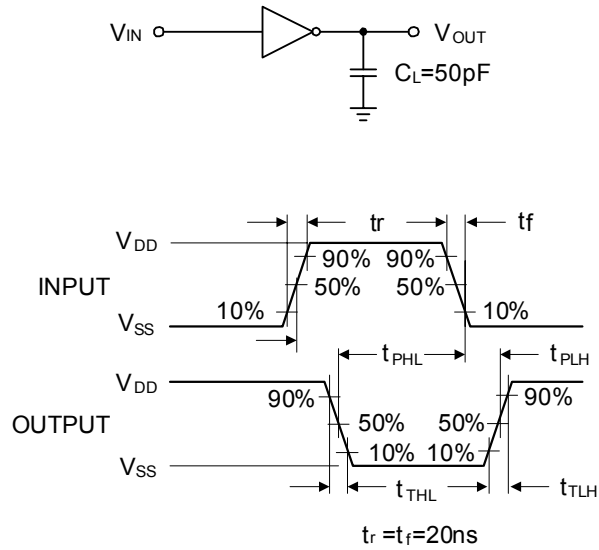 VIN VOUT
CL=50pF
tr tf
VDD
90% 90%
INPUT 50% 50%
10% 10%
VSS
tPHL tPLH
VDD
90% 90%
OUTPUT 50% 50%
10% 10%
VSS
tTHL tTLH
tr =tf=20ns